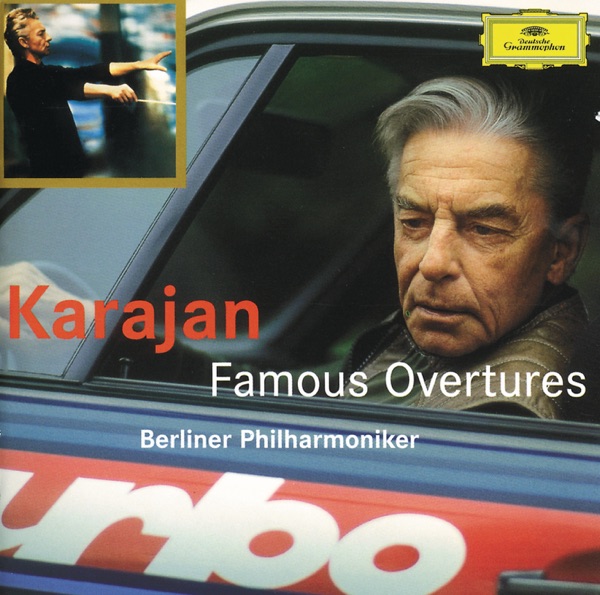 Deutsche
Grammophon
Karajan
Famous Overtures
Berliner Philharmoniker
urbo